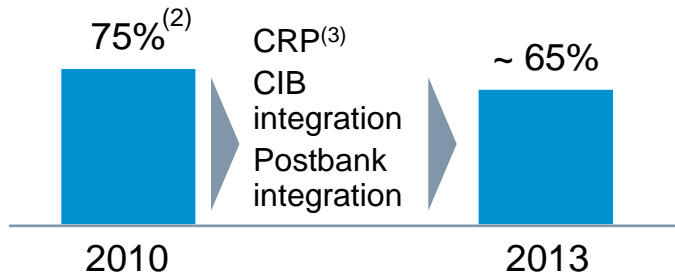 75%(2)
CRP(3)
CIB
integration
Postbank
integration
~ 65%
2010
2013